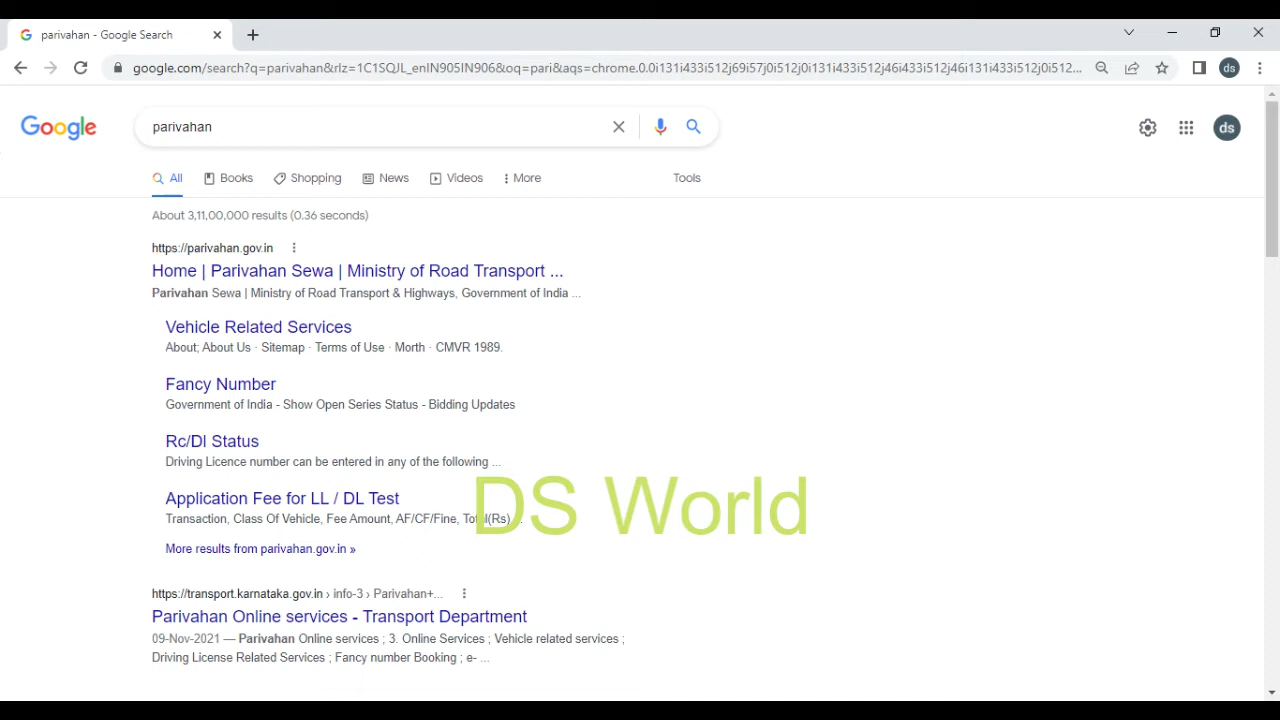 parivahan - Google Search
google.com/search?q=parivahan&rlz=1C1SQJL_enIN905IN906&oq=pari&aqs=chrome.0.0i131i433i512j69i57j0i512j0i131i433i512j46i433i512j46i131i433i512j0i512...
ds
Google
parivahan
ds
All
Books
Shopping
News
Videos
More
Tools
About 3,11,00,000 results (0.36 seconds)
https://parivahan.gov.in
Home | Parivahan Sewa | Ministry of Road Transport ...
Parivahan Sewa | Ministry of Road Transport & Highways, Government of India ...
Vehicle Related Services
About; About Us · Sitemap · Terms of Use · Morth · CMVR 1989.
Fancy Number
Government of India - Show Open Series Status - Bidding Updates
Rc/Dl Status
Driving Licence number can be entered in any of the following ...
Application Fee for LL / DL Test
Transaction, Class Of Vehicle, Fee Amount, AF/CF/Fine, Total(Rs) ...
DS World
More results from parivahan.gov.in »
https://transport.karnataka.gov.in › info-3 › Parivahan+...
Parivahan Online services - Transport Department
09-Nov-2021 — Parivahan Online services ; 3. Online Services ; Vehicle related services ;
Driving License Related Services ; Fancy number Booking ; e- ...